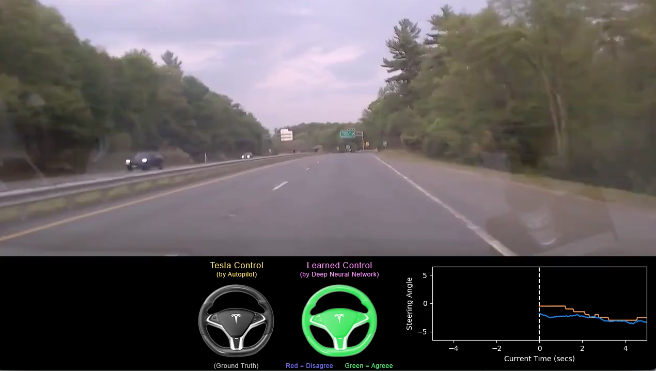 Tesla Control
(by Autopilot)
(Ground Truth)
Learned Control
(by Deep Neural Network)
Red = Disagree
Green = Agreee
Steering Angle
5
0
−5
−4
−2
0
2
4
Current Time (secs)